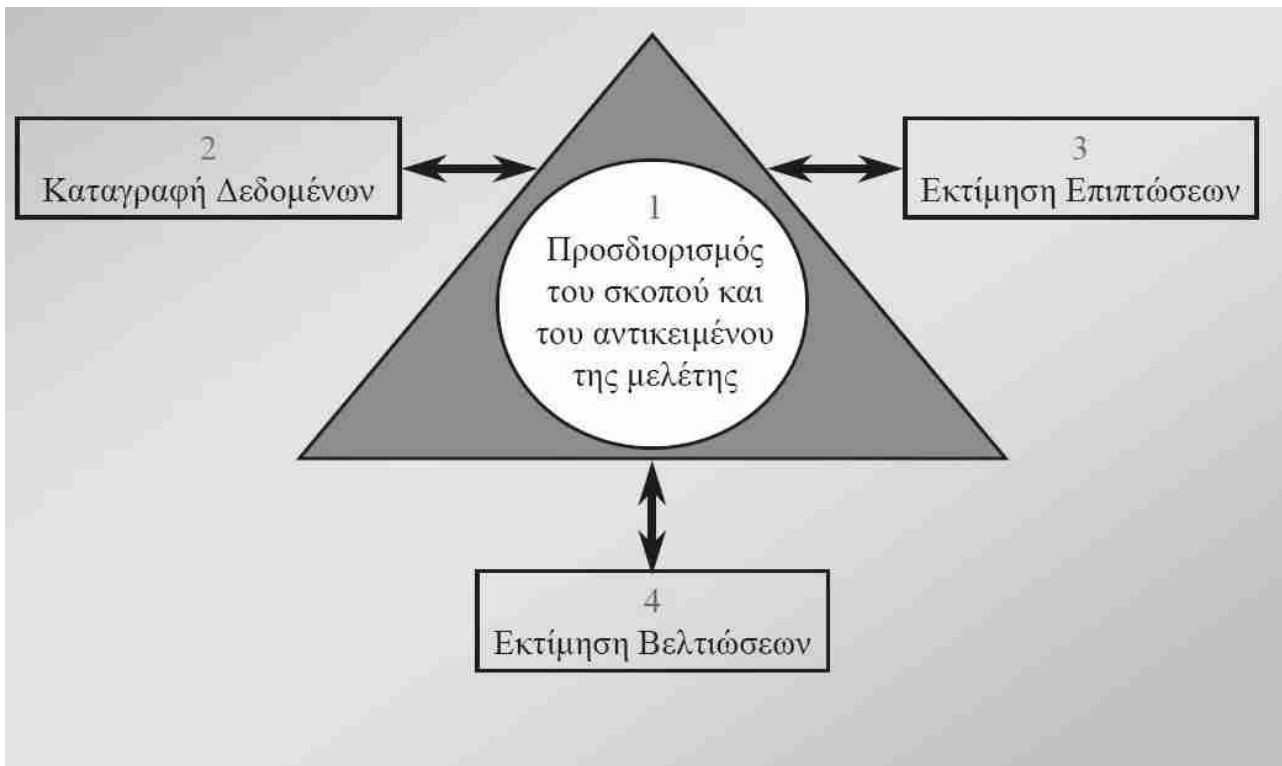 1
Προσδιορισμός
του σκοπού και
του αντικειμένου
της μελέτης
2
Καταγραφή Δεδομένων
3
Εκτίμηση Επιπτώσεων
4
Εκτίμηση Βελτιώσεων